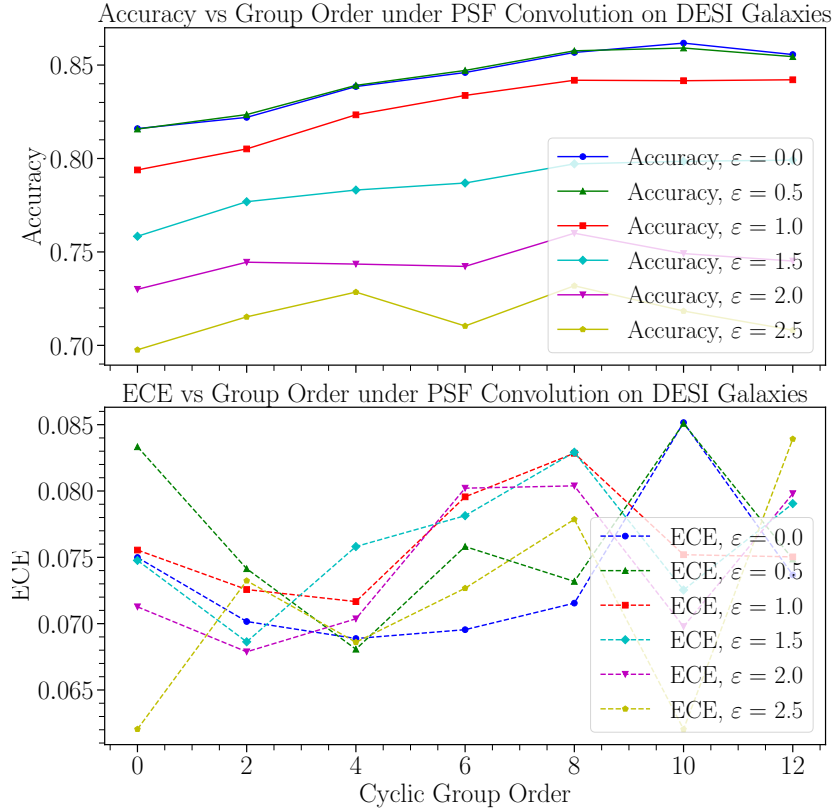 Accuracy vs Group Order under PSF Convolution on DESI Galaxies
0.85
0.80
0.75
0.70
Accuracy
Accuracy, ε = 0.0
Accuracy, ε = 0.5
Accuracy, ε = 1.0
Accuracy, ε = 1.5
Accuracy, ε = 2.0
Accuracy, ε = 2.5
ECE vs Group Order under PSF Convolution on DESI Galaxies
0.085
0.080
0.075
0.070
0.065
ECE
ECE, ε = 0.0
ECE, ε = 0.5
ECE, ε = 1.0
ECE, ε = 1.5
ECE, ε = 2.0
ECE, ε = 2.5
0 2 4 6 8 10 12
Cyclic Group Order